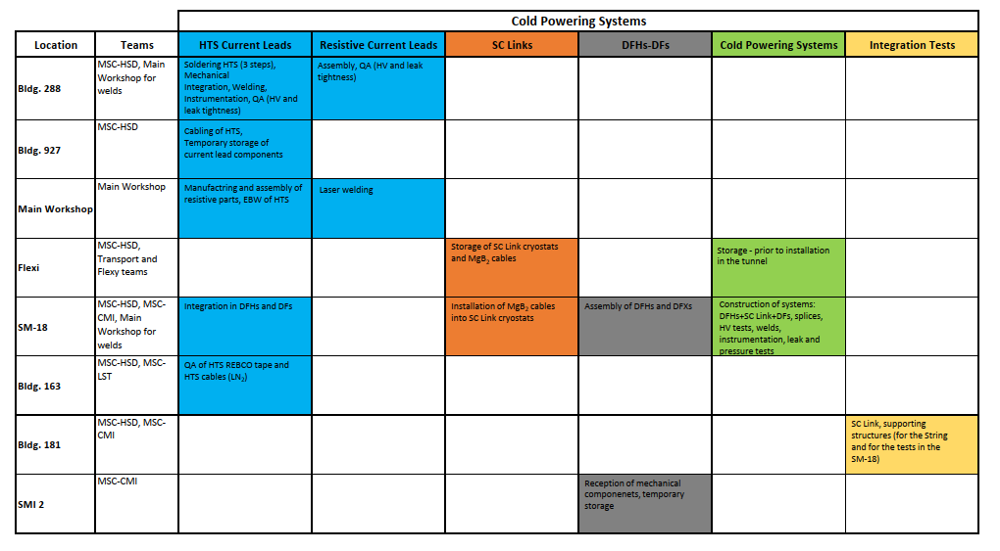 Cold Powering Systems
Location Teams HTS Current Leads Resistive Current Leads SC Links DFHs-DFs Cold Powering Systems Integration Tests
Bldg. 288
MSC-HSD, Main
Workshop for
welds
Soldering HTS (3 steps),
Mechanical
Integration, Welding,
Instrumentation, QA (HV and
leak tightness)
Assembly, QA (HV and leak
tightness)
Bldg. 927
MSC-HSD
Cabling of HTS,
Temporary storage of
current lead components
Main Workshop
Main Workshop
Manufactring and assembly of
resistive parts, EBW of HTS
Laser welding
Flexi
MSC-HSD,
Transport and
Flexy teams
Storage of SC Link cryostats
and MgB₂ cables
Storage - prior to installation
in the tunnel
SM-18
MSC-HSD, MSC-
CMI, Main
Workshop for
welds
Integration in DFHs and DFs
Installation of MgB₂ cables
into SC Link cryostats
Assembly of DFHs and DFXs
Construction of systems:
DFHs+SC Link+DFs, splices,
HV tests, welds,
instrumentation, leak and
pressure tests
Bldg. 163
MSC-HSD, MSC-
LST
QA of HTS REBCO tape and
HTS cables (LN₂)
Bldg. 181
MSC-HSD, MSC-
CMI
SC Link, supporting
structures (for the String
and for the tests in the
SM-18)
SMI 2
MSC-CMI
Reception of mechanical
componenets, temporary
storage